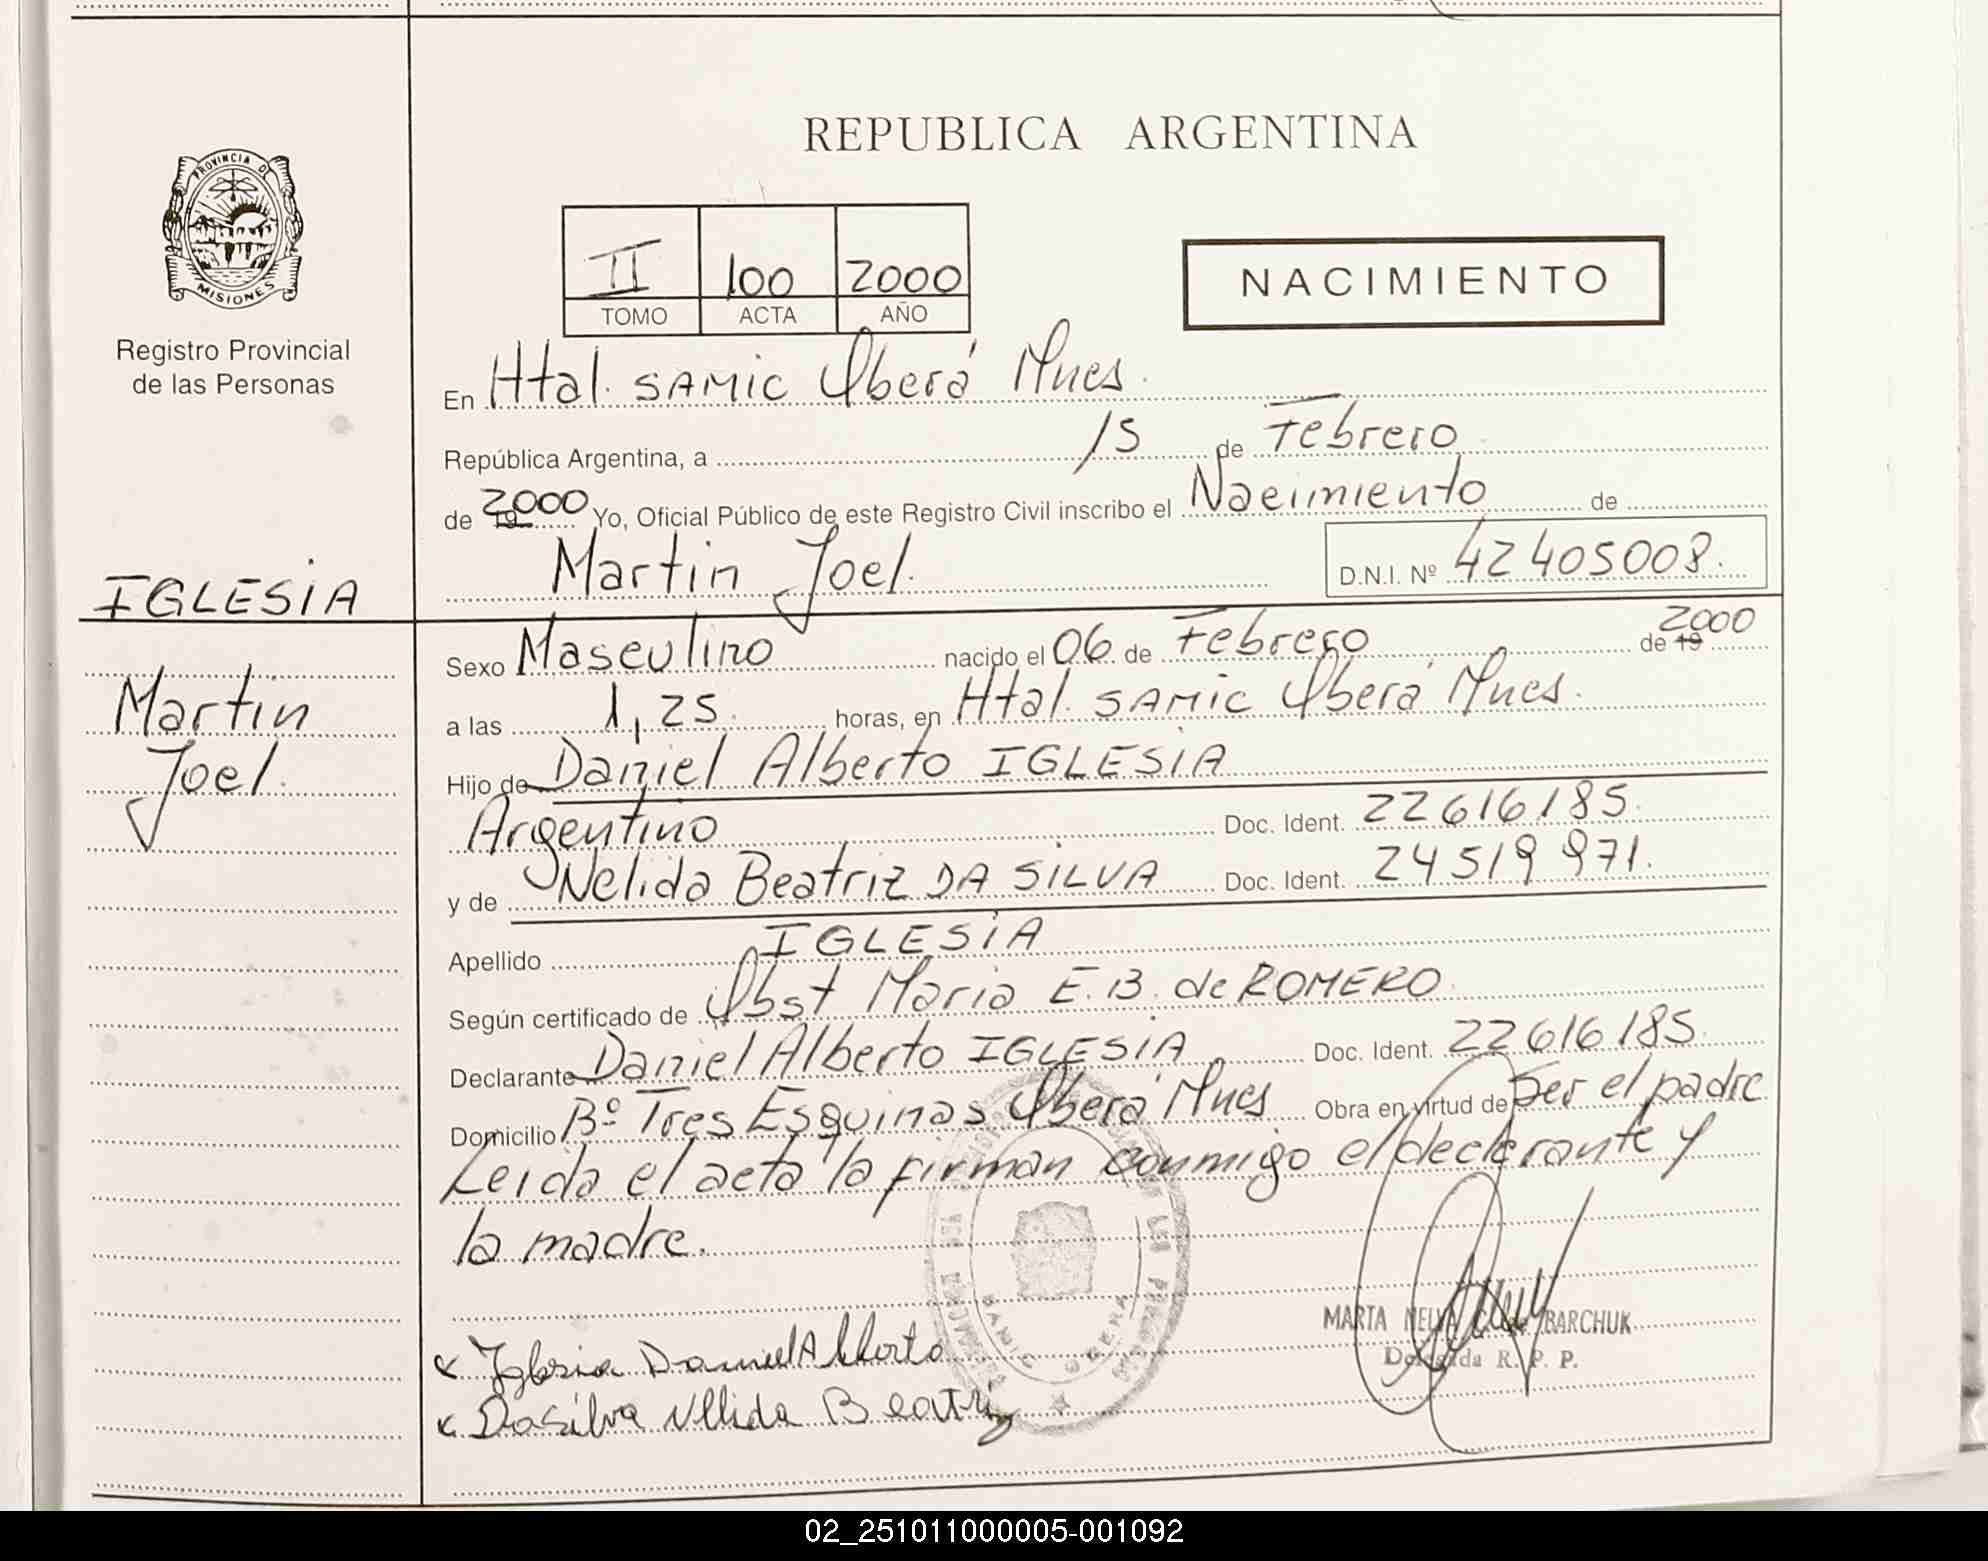 REPUBLICA ARGENTINA
PROVINCIA DE
MISIONES
Registro Provincial
de las Personas
II 100 2000
TOMO ACTA AÑO
NACIMIENTO
En Htal. SAMIC Oberá Mnes.
República Argentina, a 15 de Febrero
de 19 2000 Yo, Oficial Público de este Registro Civil inscribo el Nacimiento de
Martin Joel. D.N.I. Nº 42405008.
IGLESIA
Martin
Joel.
Sexo Masculino nacido el 06 de Febrero de 19 2000
a las 1,25. horas, en Htal. SAMIC Oberá Mnes.
Hijo de Daniel Alberto IGLESIA
Argentino Doc. Ident. 22616185.
y de Nelida Beatriz DA SILVA Doc. Ident. 24519971.
Apellido IGLESIA
Según certificado de Obst Maria E. B. de ROMERO
Declarante Daniel Alberto IGLESIA Doc. Ident. 22616185.
Domicilio Bº Tres Esquinas Oberá Mnes Obra en virtud de ser el padre
Leida el acta la firman conmigo el declarante y
la madre.
Iglesia Daniel Alberto
Dasilva Nelida Beatriz
MARTA BARCHUK
Delegada R. P. P.
SAMIC OBERA
02_251011000005-001092